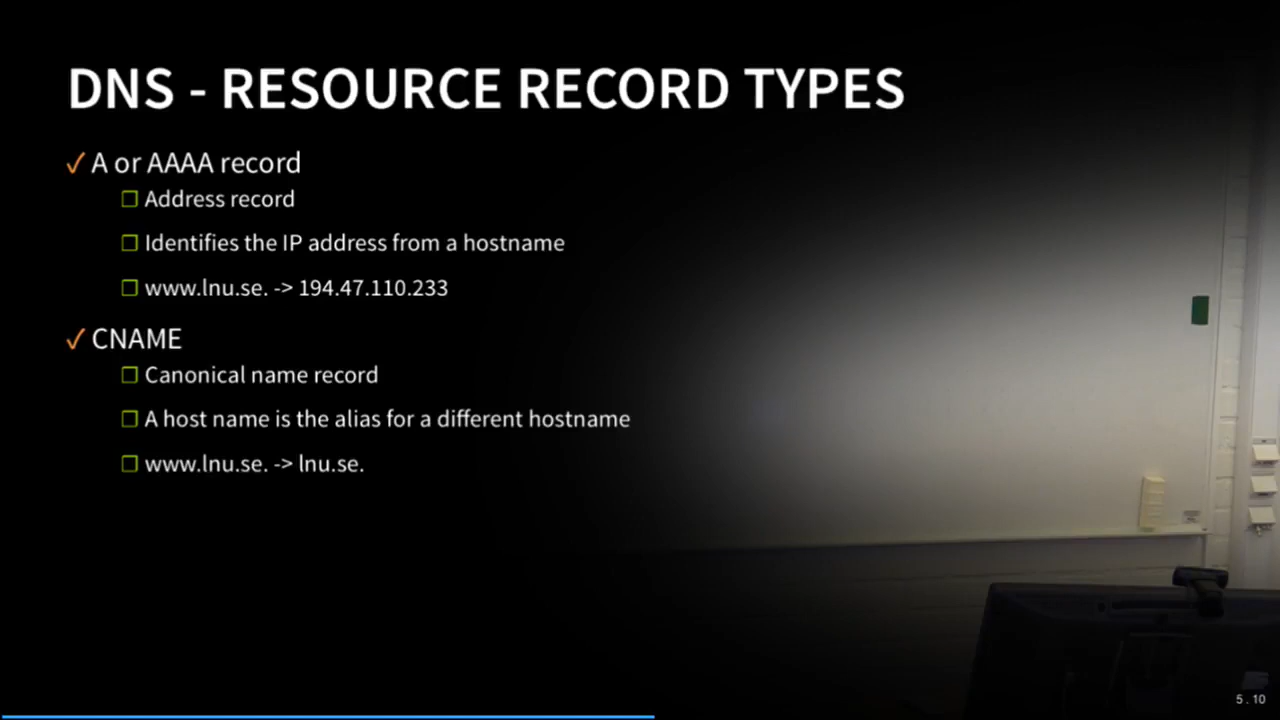 DNS - RESOURCE RECORD TYPES
✓ A or AAAA record
❐ Address record
❐ Identifies the IP address from a hostname
❐ www.lnu.se. -> 194.47.110.233
✓ CNAME
❐ Canonical name record
❐ A host name is the alias for a different hostname
❐ www.lnu.se. -> lnu.se.
5 . 10